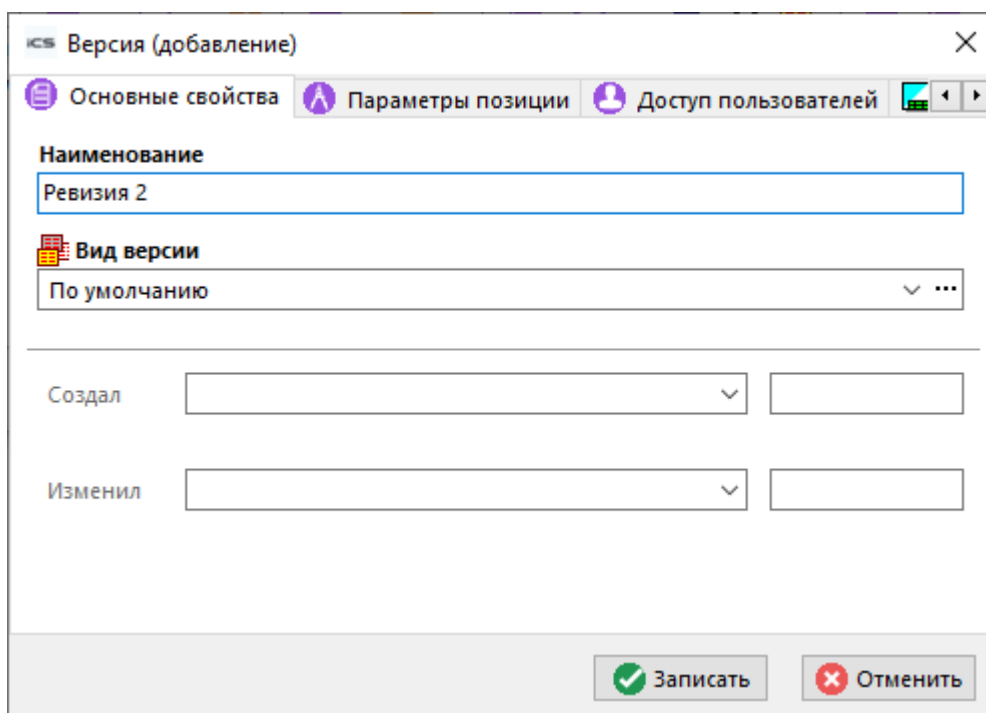 iCS Версия (добавление)
Основные свойства Параметры позиции Доступ пользователей
Наименование
Ревизия 2
Вид версии
По умолчанию
Создал
Изменил
Записать Отменить